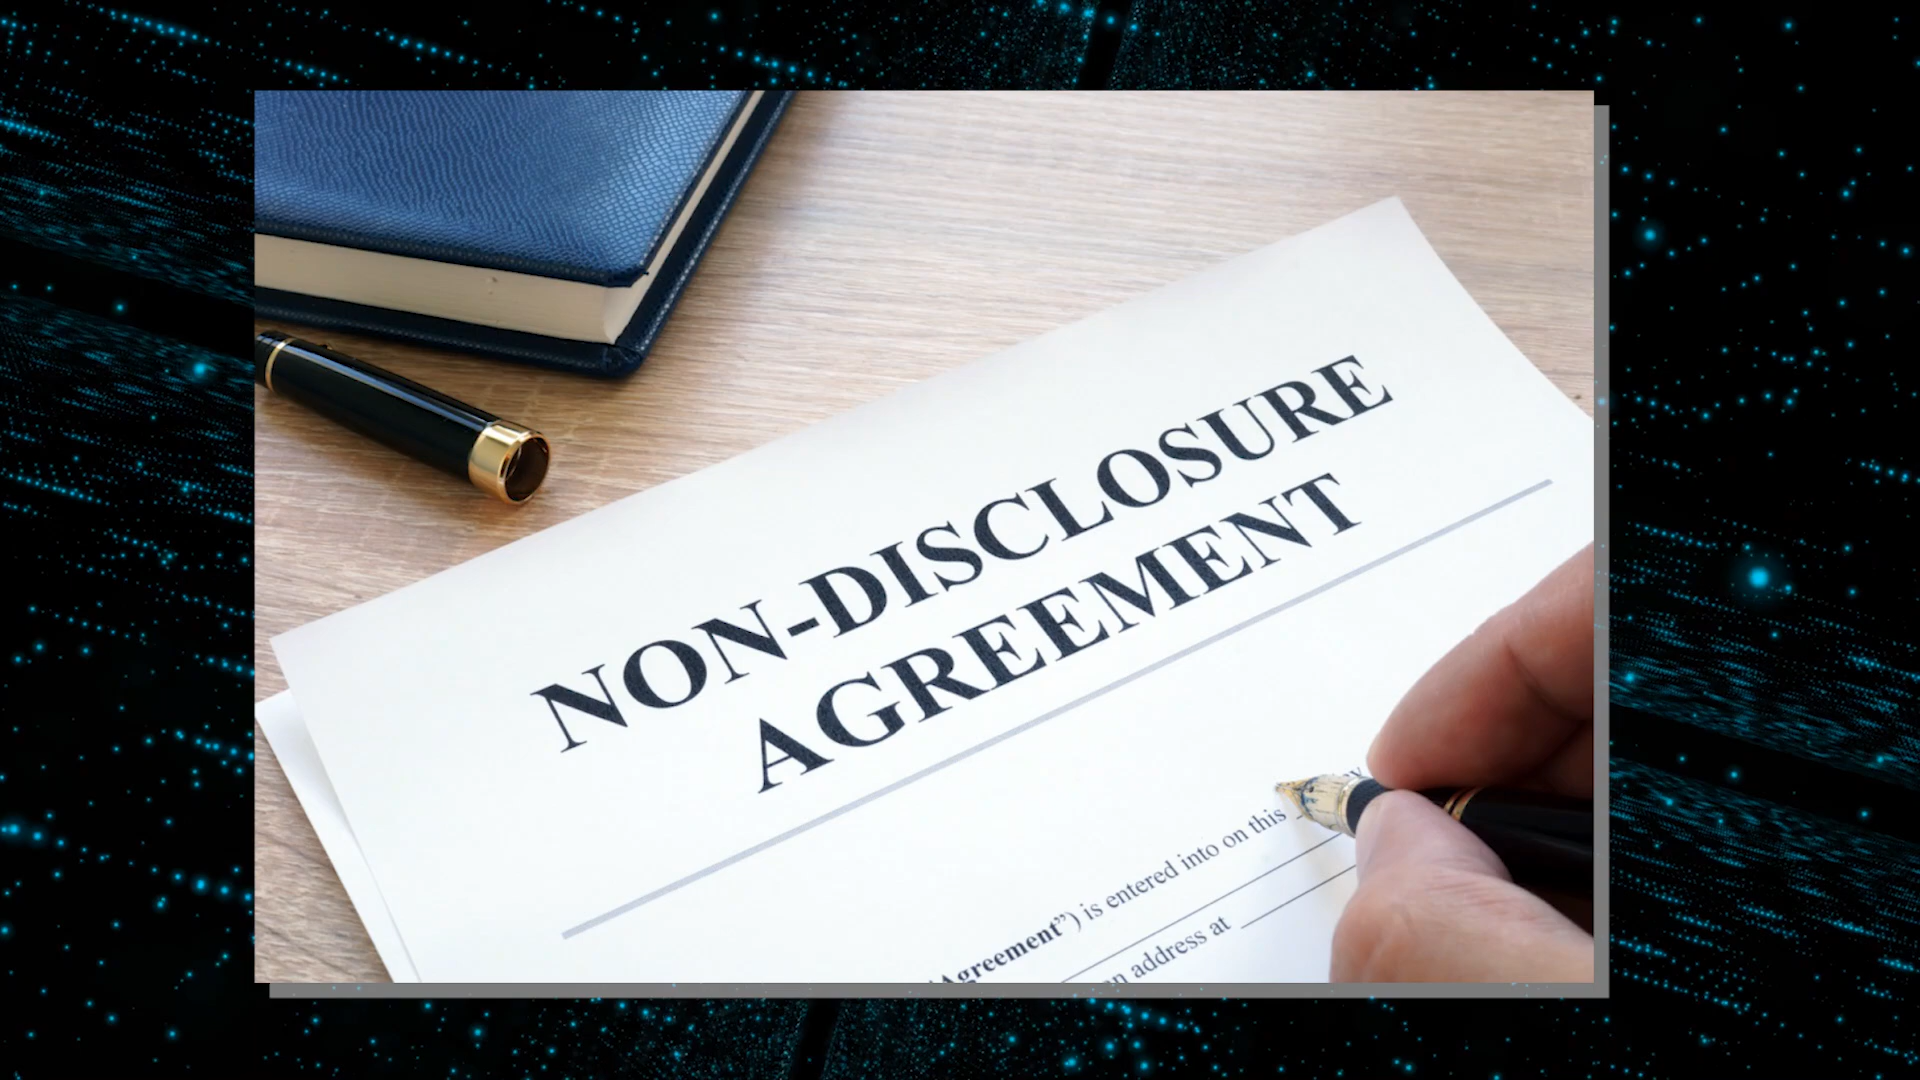 NON-DISCLOSURE
AGREEMENT
Agreement”) is entered into on this
address at